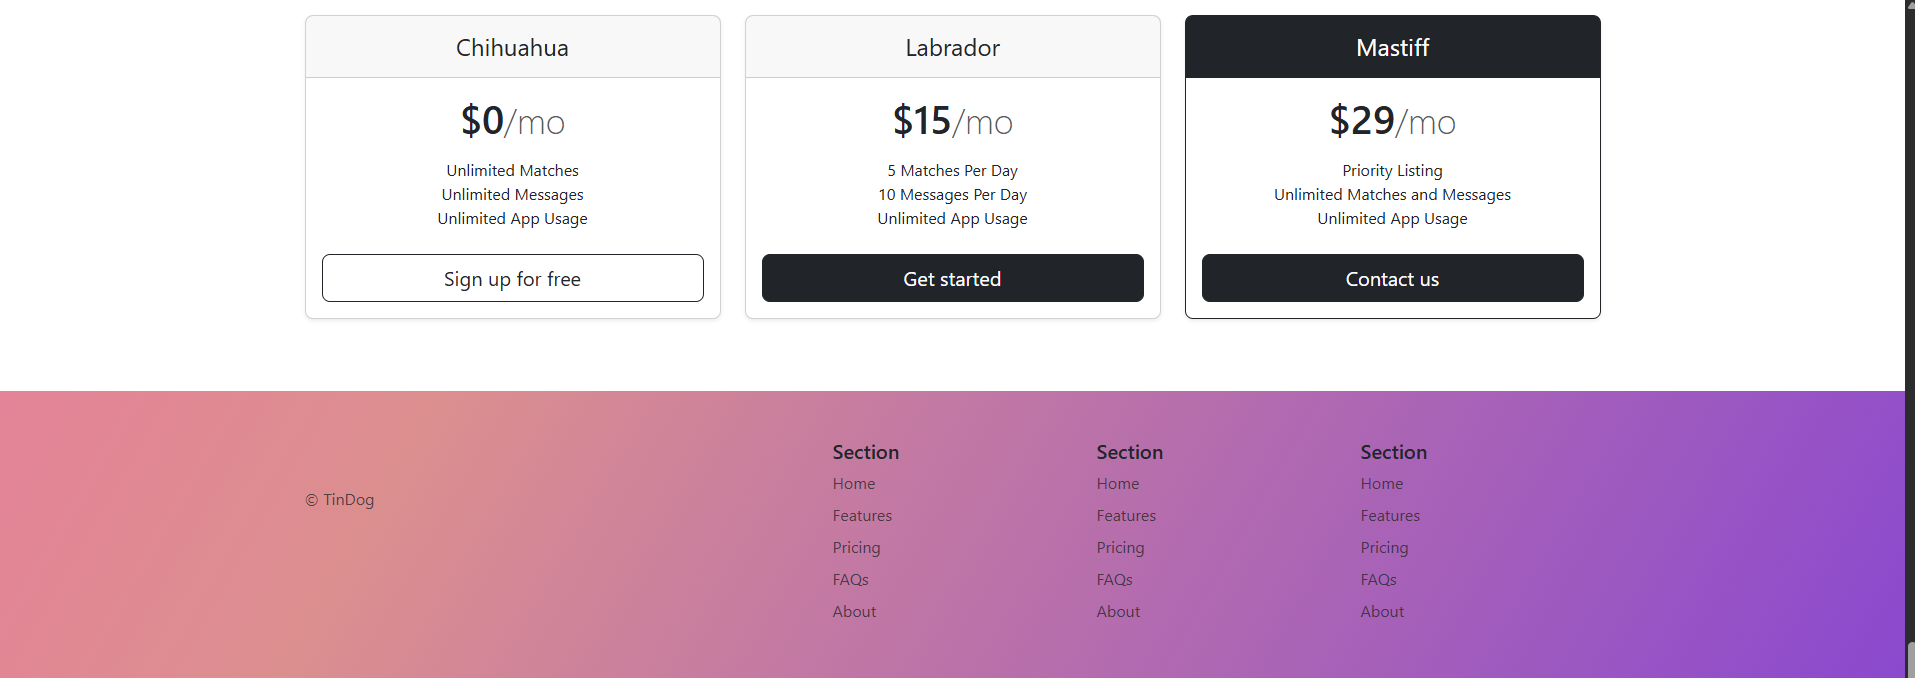 Chihuahua
$0/mo
Unlimited Matches
Unlimited Messages
Unlimited App Usage
Sign up for free
Labrador
$15/mo
5 Matches Per Day
10 Messages Per Day
Unlimited App Usage
Get started
Mastiff
$29/mo
Priority Listing
Unlimited Matches and Messages
Unlimited App Usage
Contact us
© TinDog
Section
Home
Features
Pricing
FAQs
About
Section
Home
Features
Pricing
FAQs
About
Section
Home
Features
Pricing
FAQs
About